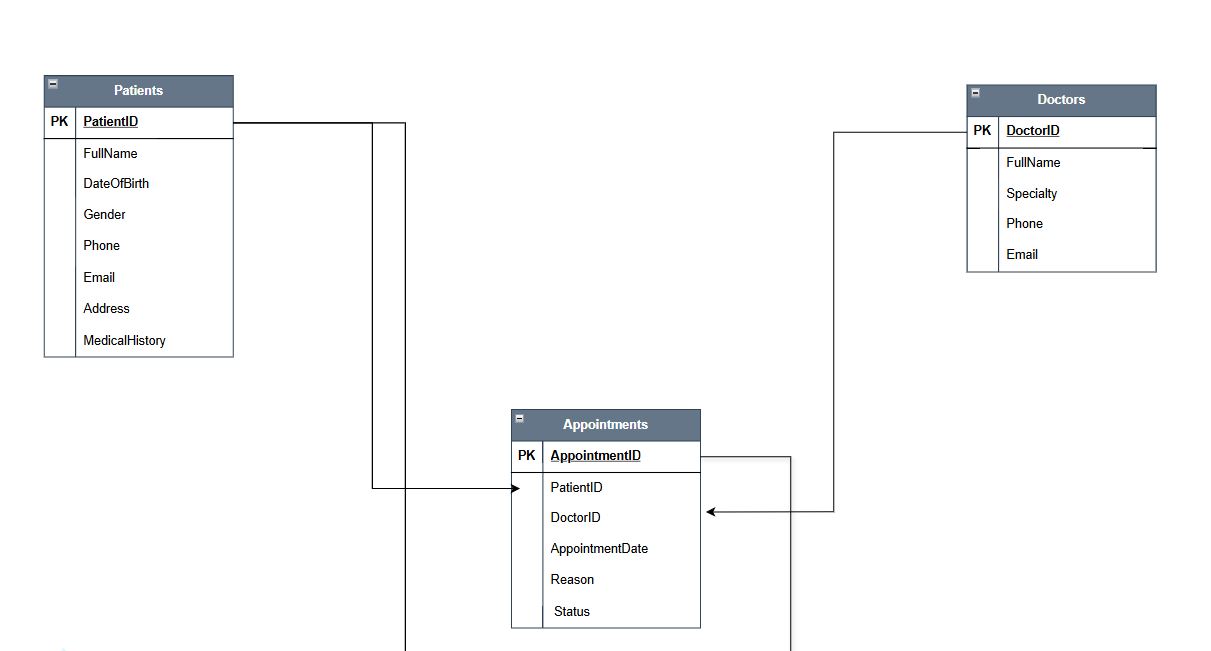 Patients
PK PatientID
FullName
DateOfBirth
Gender
Phone
Email
Address
MedicalHistory
Doctors
PK DoctorID
FullName
Specialty
Phone
Email
Appointments
PK AppointmentID
PatientID
DoctorID
AppointmentDate
Reason
Status